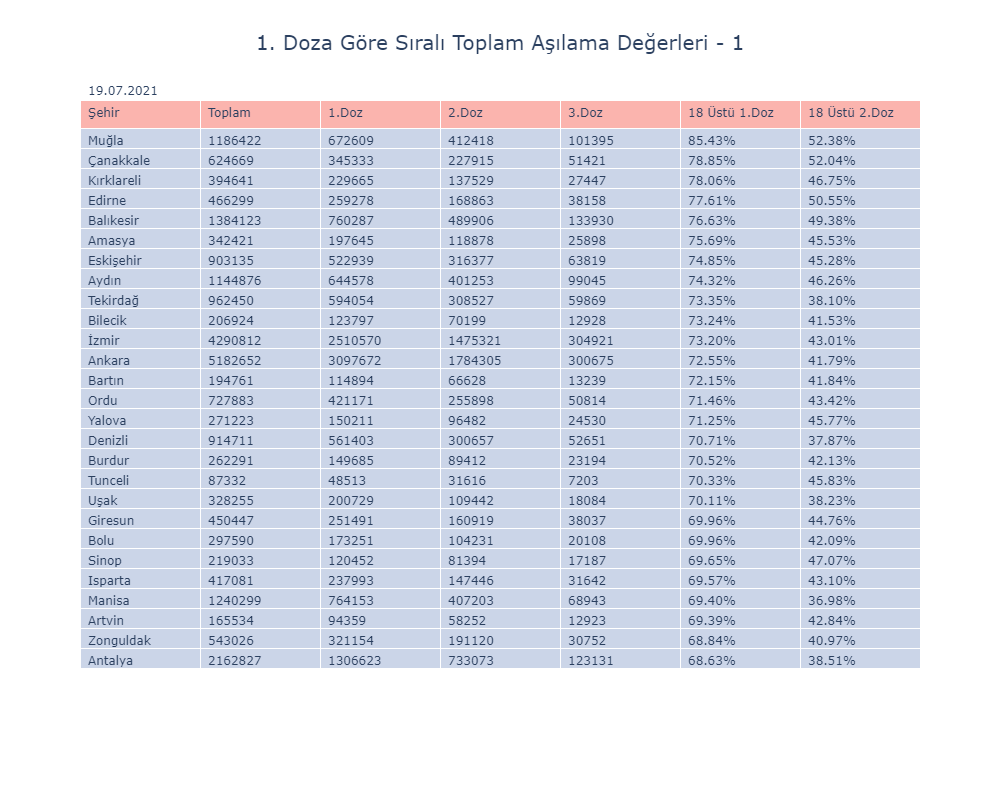 1. Doza Göre Sıralı Toplam Aşılama Değerleri - 1
19.07.2021
Şehir Toplam 1.Doz 2.Doz 3.Doz 18 Üstü 1.Doz 18 Üstü 2.Doz
Muğla 1186422 672609 412418 101395 85.43% 52.38%
Çanakkale 624669 345333 227915 51421 78.85% 52.04%
Kırklareli 394641 229665 137529 27447 78.06% 46.75%
Edirne 466299 259278 168863 38158 77.61% 50.55%
Balıkesir 1384123 760287 489906 133930 76.63% 49.38%
Amasya 342421 197645 118878 25898 75.69% 45.53%
Eskişehir 903135 522939 316377 63819 74.85% 45.28%
Aydın 1144876 644578 401253 99045 74.32% 46.26%
Tekirdağ 962450 594054 308527 59869 73.35% 38.10%
Bilecik 206924 123797 70199 12928 73.24% 41.53%
İzmir 4290812 2510570 1475321 304921 73.20% 43.01%
Ankara 5182652 3097672 1784305 300675 72.55% 41.79%
Bartın 194761 114894 66628 13239 72.15% 41.84%
Ordu 727883 421171 255898 50814 71.46% 43.42%
Yalova 271223 150211 96482 24530 71.25% 45.77%
Denizli 914711 561403 300657 52651 70.71% 37.87%
Burdur 262291 149685 89412 23194 70.52% 42.13%
Tunceli 87332 48513 31616 7203 70.33% 45.83%
Uşak 328255 200729 109442 18084 70.11% 38.23%
Giresun 450447 251491 160919 38037 69.96% 44.76%
Bolu 297590 173251 104231 20108 69.96% 42.09%
Sinop 219033 120452 81394 17187 69.65% 47.07%
Isparta 417081 237993 147446 31642 69.57% 43.10%
Manisa 1240299 764153 407203 68943 69.40% 36.98%
Artvin 165534 94359 58252 12923 69.39% 42.84%
Zonguldak 543026 321154 191120 30752 68.84% 40.97%
Antalya 2162827 1306623 733073 123131 68.63% 38.51%